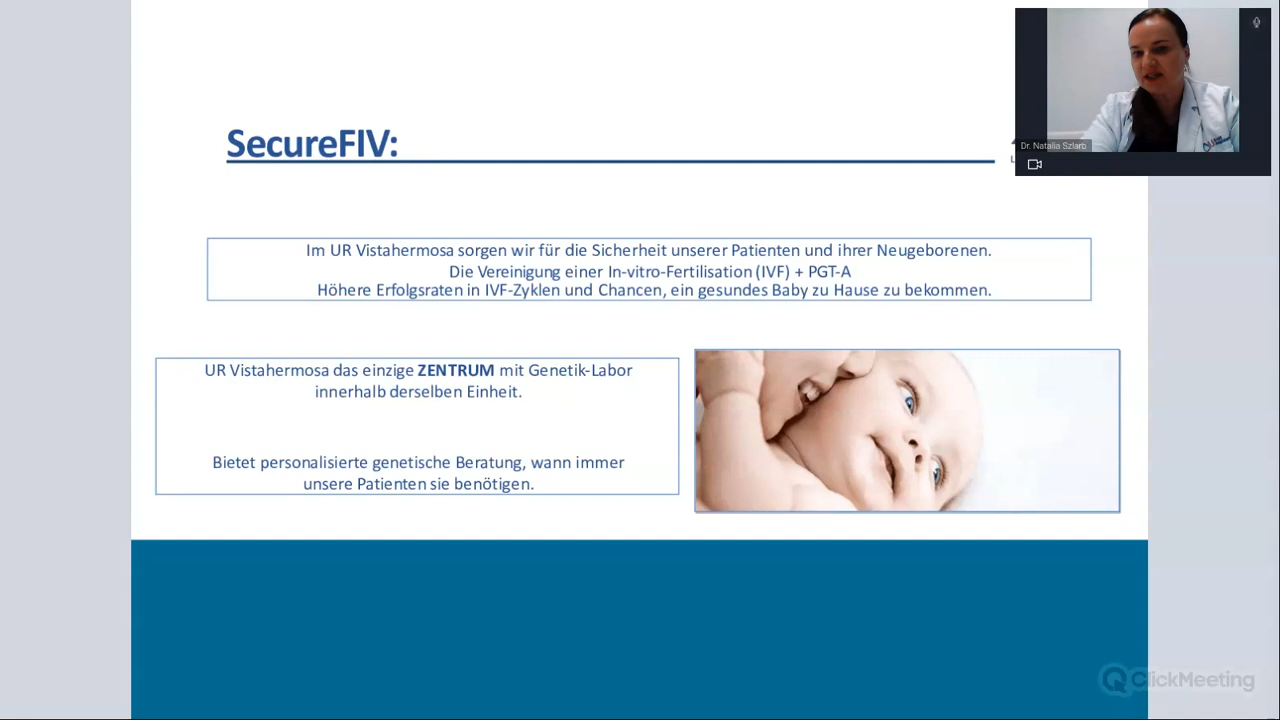 SecureFIV:
Dr. Natalia Szlarb
Im UR Vistahermosa sorgen wir für die Sicherheit unserer Patienten und ihrer Neugeborenen.
Die Vereinigung einer In-vitro-Fertilisation (IVF) + PGT-A
Höhere Erfolgsraten in IVF-Zyklen und Chancen, ein gesundes Baby zu Hause zu bekommen.
UR Vistahermosa das einzige ZENTRUM mit Genetik-Labor
innerhalb derselben Einheit.
Bietet personalisierte genetische Beratung, wann immer
unsere Patienten sie benötigen.
ClickMeeting